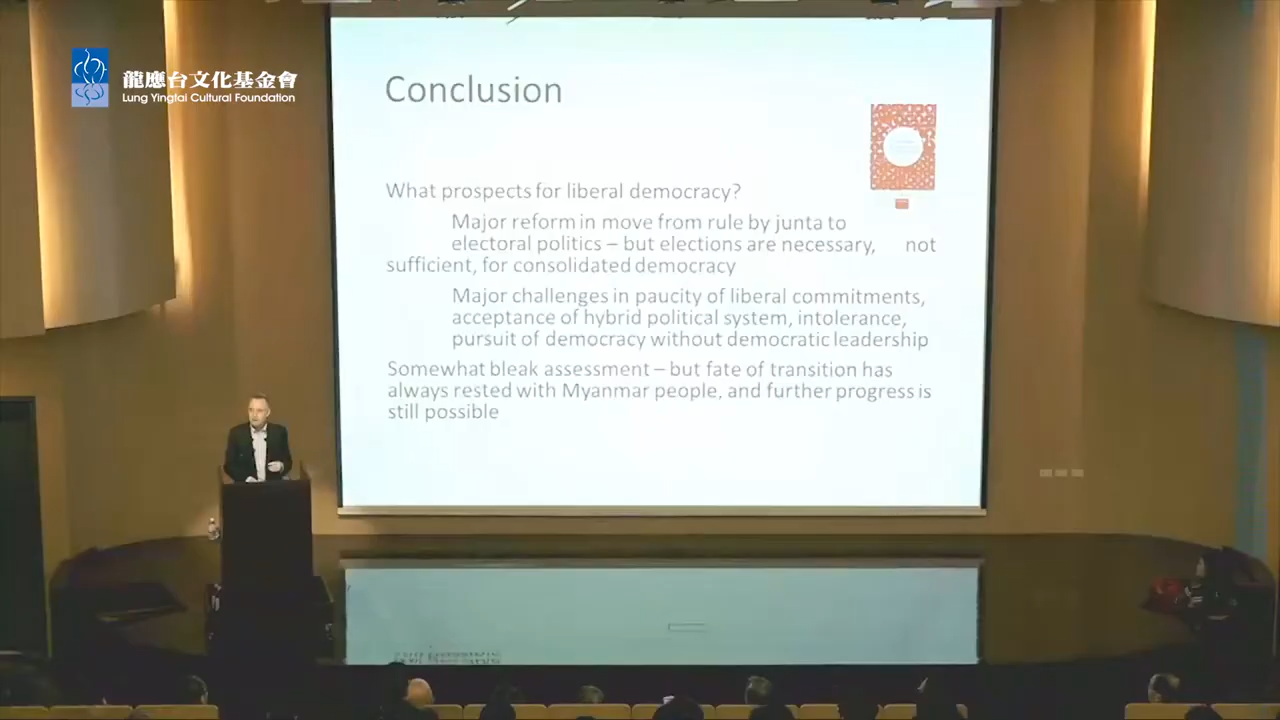 龍應台文化基金會
Lung Yingtai Cultural Foundation
Conclusion
What prospects for liberal democracy?
Major reform in move from rule by junta to
electoral politics – but elections are necessary, not
sufficient, for consolidated democracy
Major challenges in paucity of liberal commitments,
acceptance of hybrid political system, intolerance,
pursuit of democracy without democratic leadership
Somewhat bleak assessment – but fate of transition has
always rested with Myanmar people, and further progress is
still possible